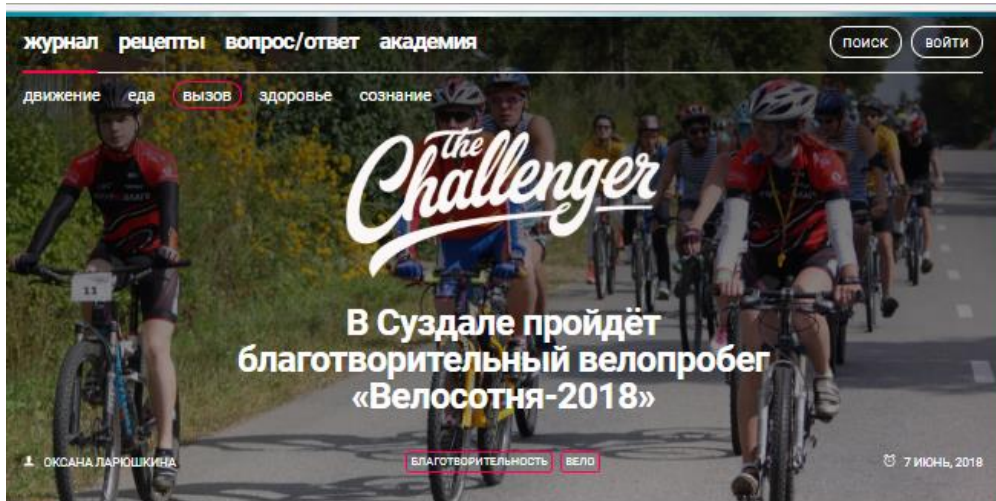 журнал рецепты вопрос/ответ академия поиск войти
движение еда вызов здоровье сознание
The
Challenger
В Суздале пройдёт
благотворительный велопробег
«Велосотня-2018»
ОКСАНА ЛАРЮШКИНА БЛАГОТВОРИТЕЛЬНОСТЬ ВЕЛО 7 ИЮНЬ, 2018
11